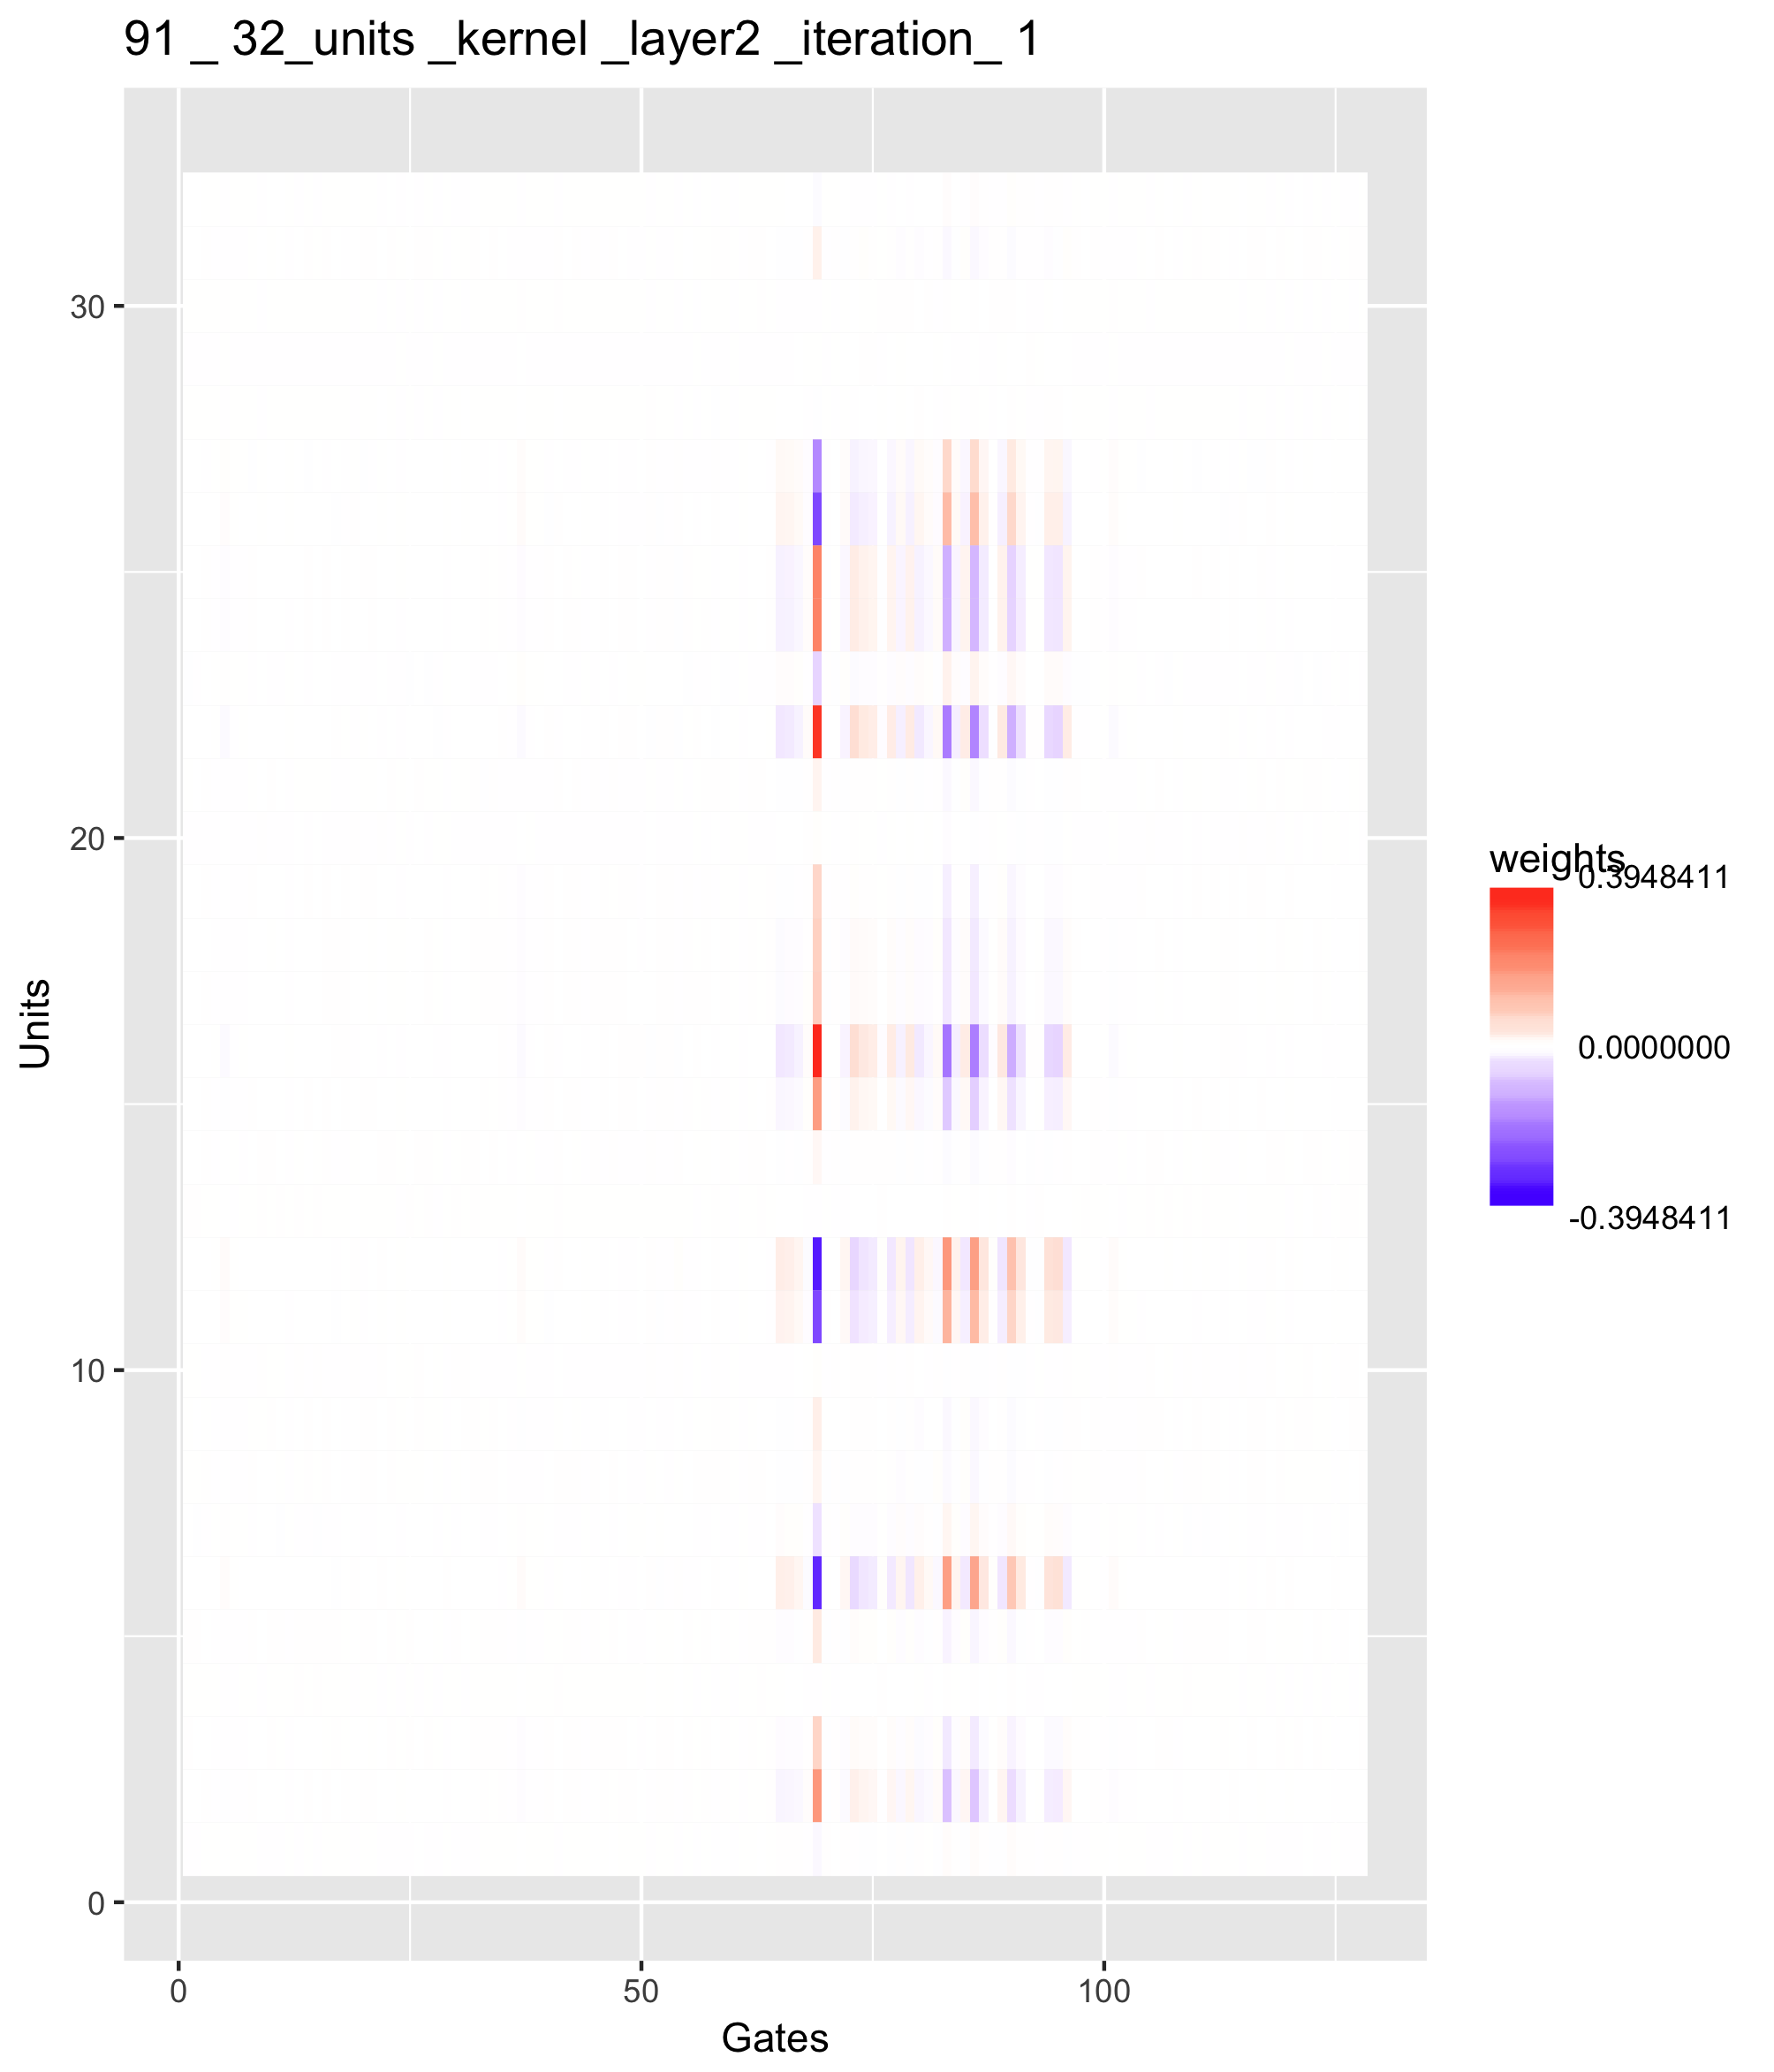 91 _ 32_units _kernel _layer2 _iteration_ 1
30
20
10
0
Units
0
50
100
Gates
weights
0.3948411
0.0000000
-0.3948411